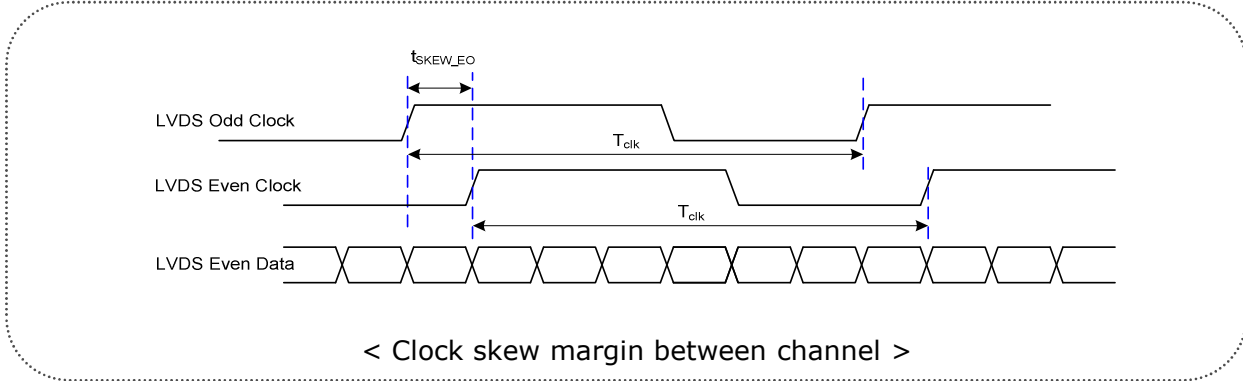 tSKEW_EO
LVDS Odd Clock
Tclk
LVDS Even Clock
Tclk
LVDS Even Data
< Clock skew margin between channel >